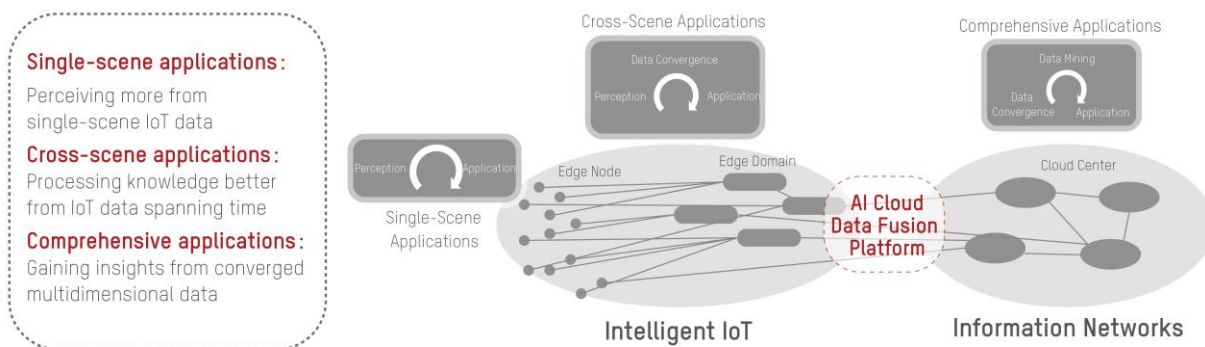 Single-scene applications:
Perceiving more from
single-scene IoT data
Cross-scene applications:
Processing knowledge better
from IoT data spanning time
Comprehensive applications:
Gaining insights from converged
multidimensional data
Perception
Application
Single-Scene
Applications
Cross-Scene Applications
Data Convergence
Perception
Application
Edge Node
Edge Domain
Intelligent IoT
AI Cloud
Data Fusion
Platform
Comprehensive Applications
Data Mining
Data
Convergence
Application
Cloud Center
Information Networks